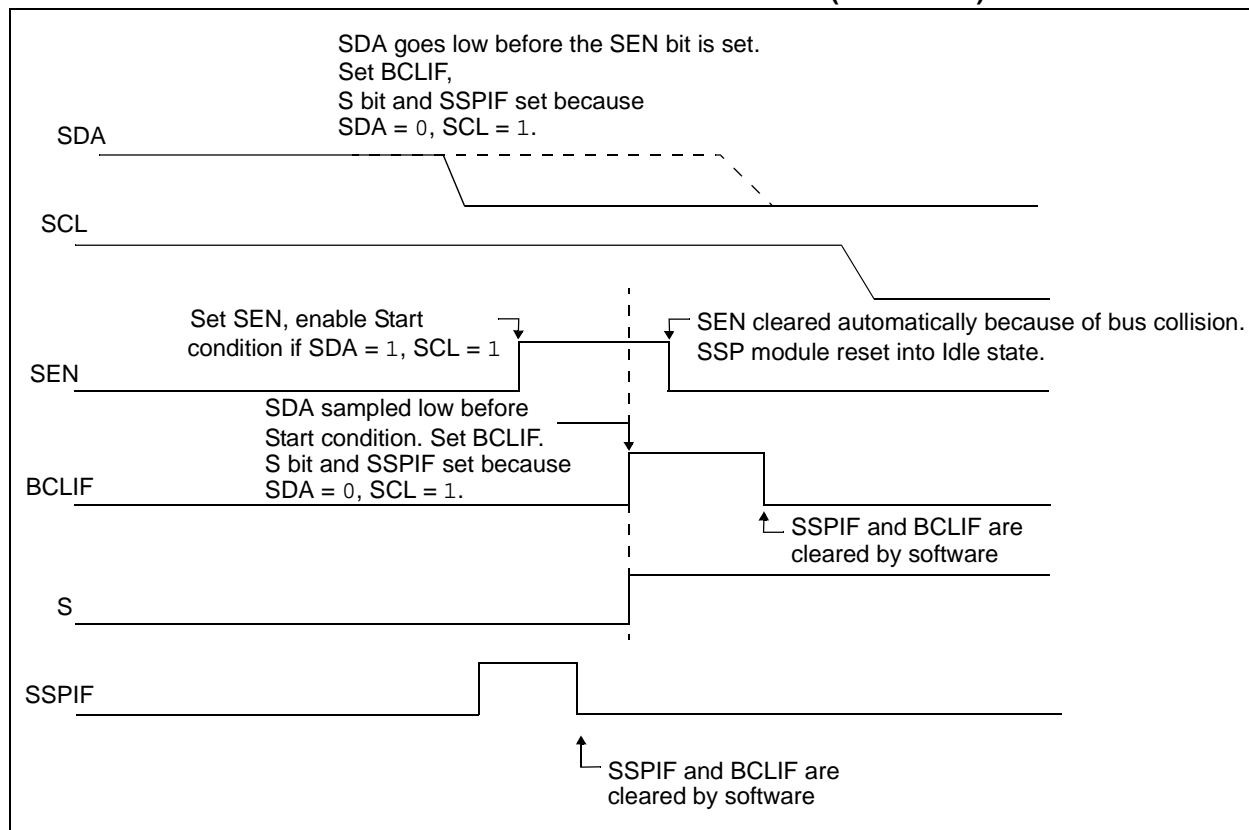 SDA goes low before the SEN bit is set.
Set BCLIF,
S bit and SSPIF set because
SDA = 0, SCL = 1.
SDA
SCL
Set SEN, enable Start
condition if SDA = 1, SCL = 1
SEN cleared automatically because of bus collision.
SSP module reset into Idle state.
SEN
SDA sampled low before
Start condition. Set BCLIF.
S bit and SSPIF set because
SDA = 0, SCL = 1.
BCLIF
SSPIF and BCLIF are
cleared by software
S
SSPIF
SSPIF and BCLIF are
cleared by software